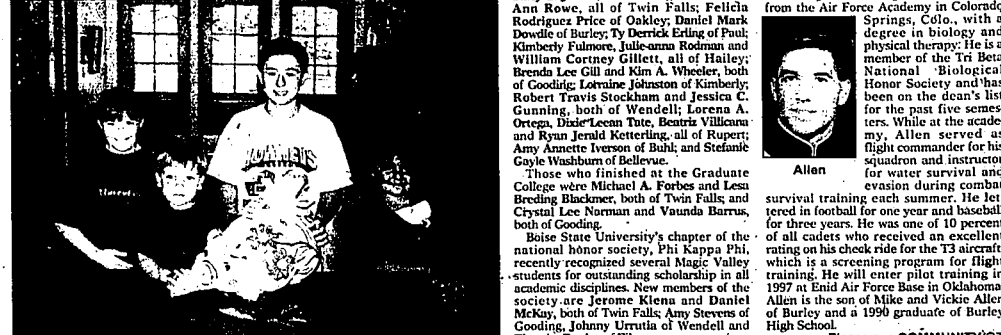 Ann Rowe, all of Twin Falls; Felicia
Rodriguez Price of Oakley; Daniel Mark
Dowdle of Burley; Ty Derrick Erling of Paul;
Kimberly Fulmore, Julie-anna Rodman and
William Cortney Gillett, all of Hailey;
Brenda Lee Gill and Kim A. Wheeler, both
of Gooding; Lorraine Johnston of Kimberly;
Robert Travis Stockham and Jessica C.
Gunning, both of Wendell; Lorena A.
Ortega, Dixie Leean Tate, Beatriz Villicana
and Ryan Jerald Ketterling, all of Rupert;
Amy Annette Iverson of Buhl; and Stefanie
Gayle Washburn of Bellevue.
Those who finished at the Graduate
College were Michael A. Forbes and Lesa
Breding Blackmer, both of Twin Falls; and
Crystal Lee Norman and Vaunda Barrus,
both of Gooding.
Boise State University's chapter of the
national honor society, Phi Kappa Phi,
recently recognized several Magic Valley
students for outstanding scholarship in all
academic disciplines. New members of the
society are Jerome Klena and Daniel
McKay, both of Twin Falls; Amy Stevens of
Gooding, Johnny Urrutia of Wendell and
from the Air Force Academy in Colorado
Springs, Colo., with a
degree in biology and
physical therapy. He is a
member of the Tri Beta
National Biological
Honor Society and has
been on the dean's list
for the past five semes-
ters. While at the acade-
my, Allen served as
flight commander for his
squadron and instructor
for water survival and
evasion during combat
Allen
survival training each summer. He let-
tered in football for one year and baseball
for three years. He was one of 10 percent
of all cadets who received an excellent
rating on his check ride for the T3 aircraft
which is a screening program for flight
training. He will enter pilot training in
1997 at Enid Air Force Base in Oklahoma.
Allen is the son of Mike and Vickie Allen
of Burley and a 1990 graduate of Burley
High School.